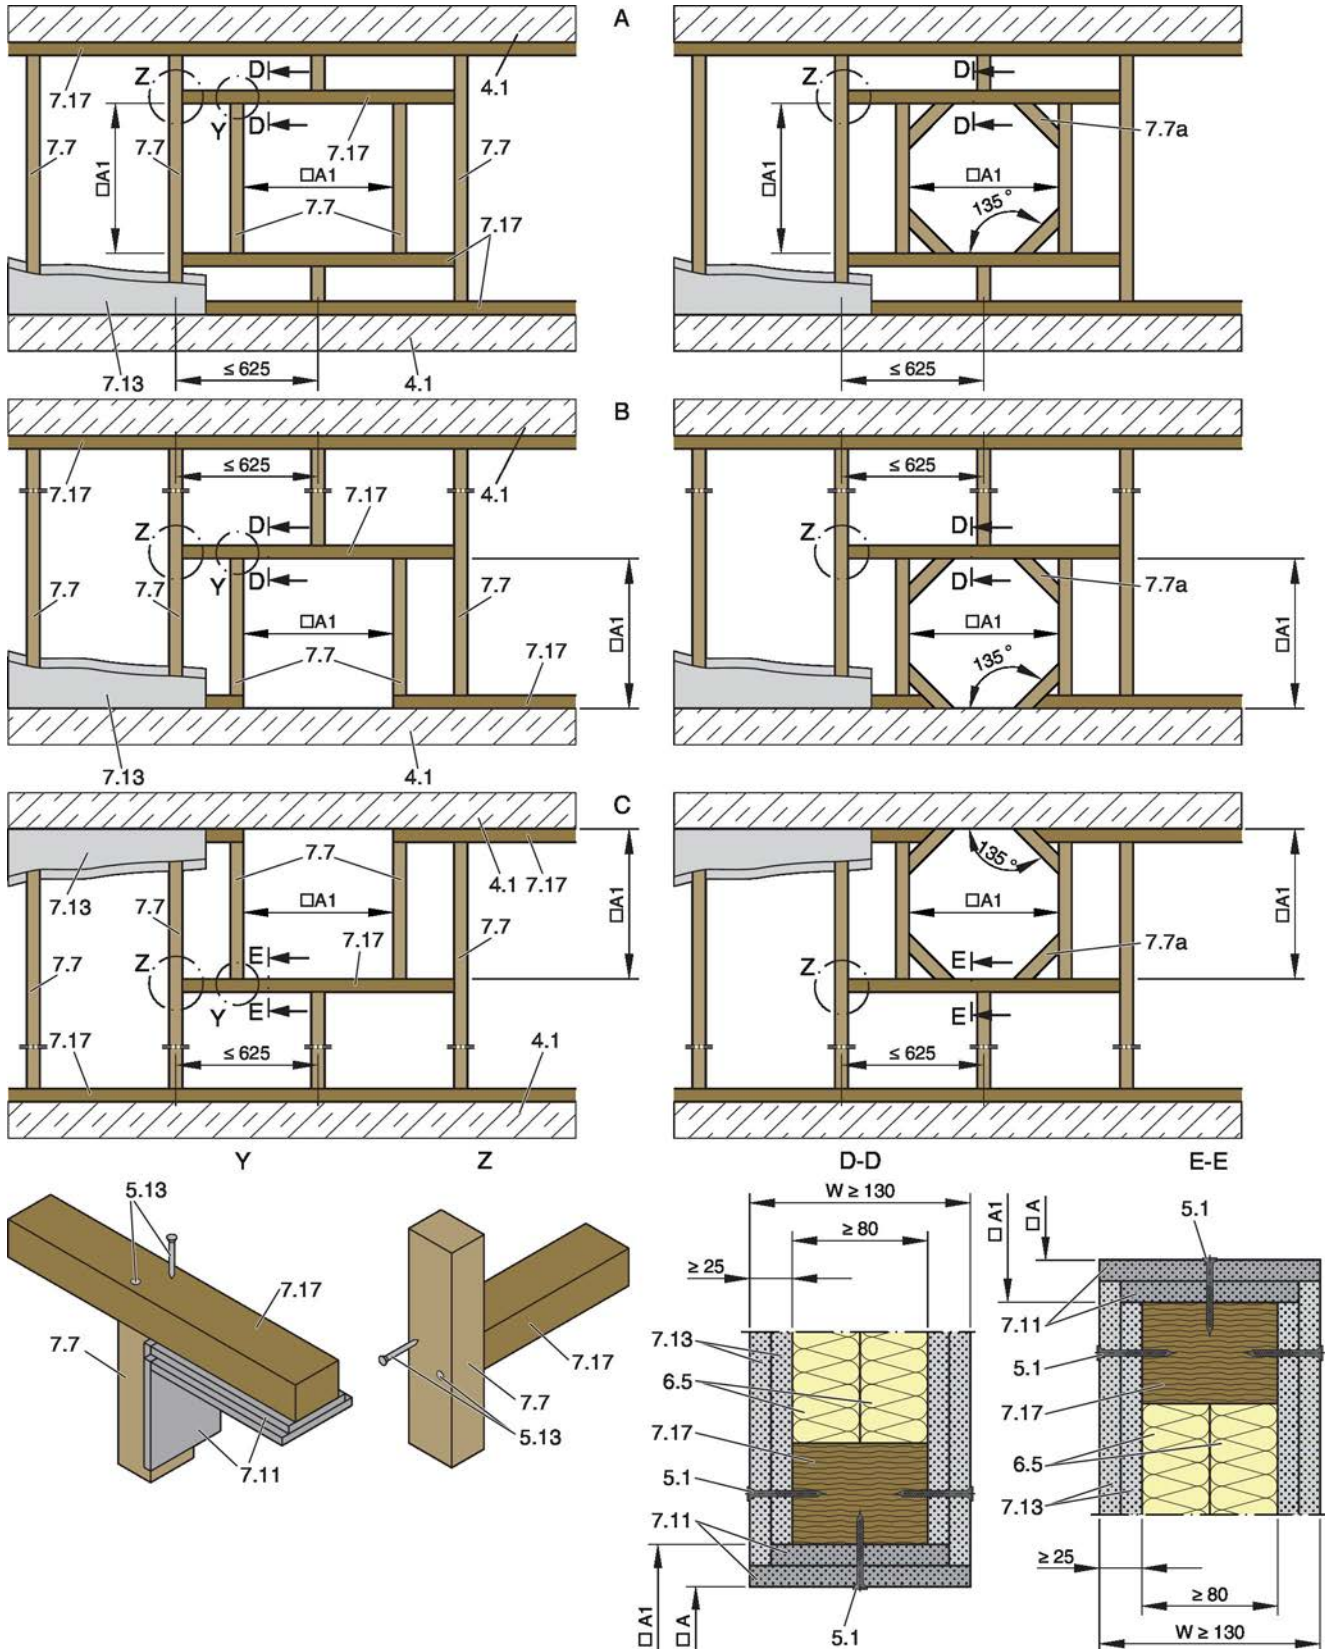 A
D
D
Z
Y
4.1
7.17
7.7
7.7
7.17
7.7
□A1
□A1
7.7
7.17
7.13
≤ 625
4.1
Z
D
D
7.7a
□A1
□A1
135°
≤ 625
B
≤ 625
7.17
7.17
4.1
Z
D
D
Y
7.7
7.7
7.7
□A1
□A1
7.7
7.17
7.13
4.1
≤ 625
Z
D
D
7.7a
□A1
□A1
135°
C
7.13
7.7
4.1
7.17
□A1
□A1
7.7
7.7
7.17
Z
E
E
Y
7.7
7.17
≤ 625
4.1
135°
□A1
□A1
7.7a
Z
E
E
≤ 625
Y
5.13
7.17
7.7
7.11
Z
7.17
7.7
5.13
D-D
W ≥ 130
≥ 80
≥ 25
7.13
6.5
7.17
5.1
7.11
□ A1
□ A
5.1
E-E
□ A1
□ A
5.1
7.11
5.1
7.17
6.5
7.13
≥ 25
≥ 80
W ≥ 130